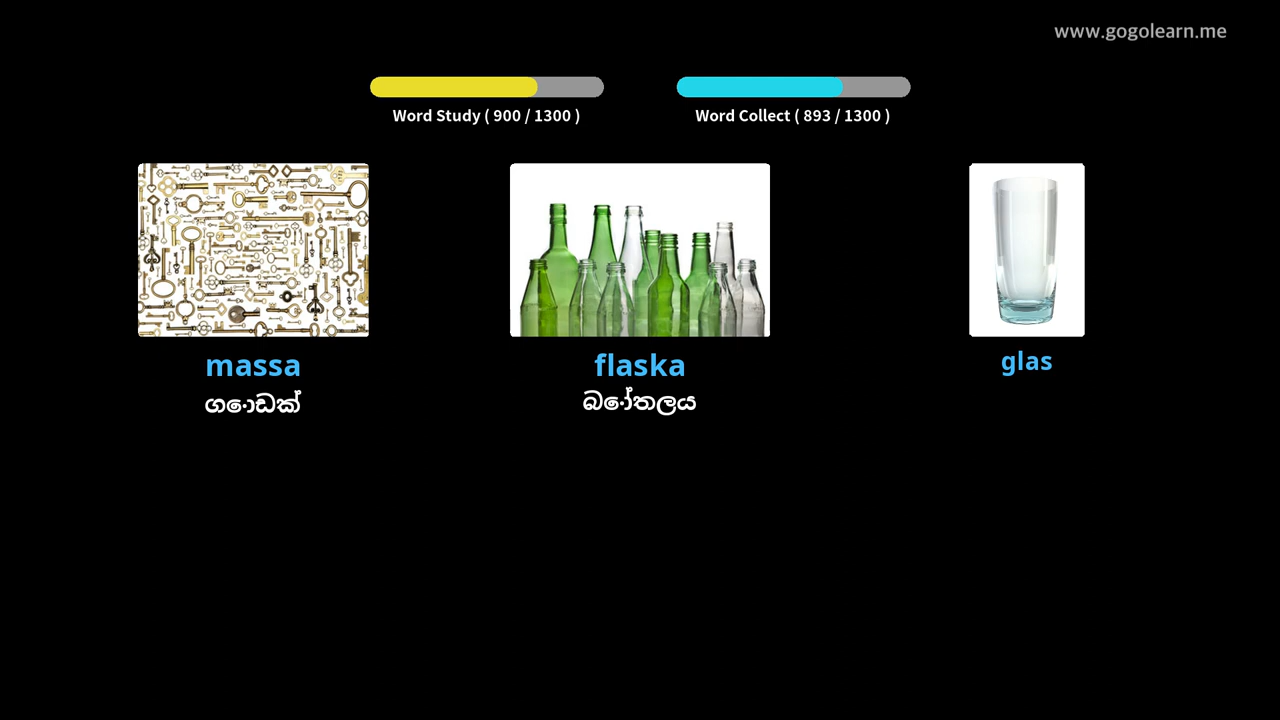 www.gogolearn.me
Word Study ( 900 / 1300 )
Word Collect ( 893 / 1300 )
massa
flaska
glas
ගොඩක්
බෝතලය